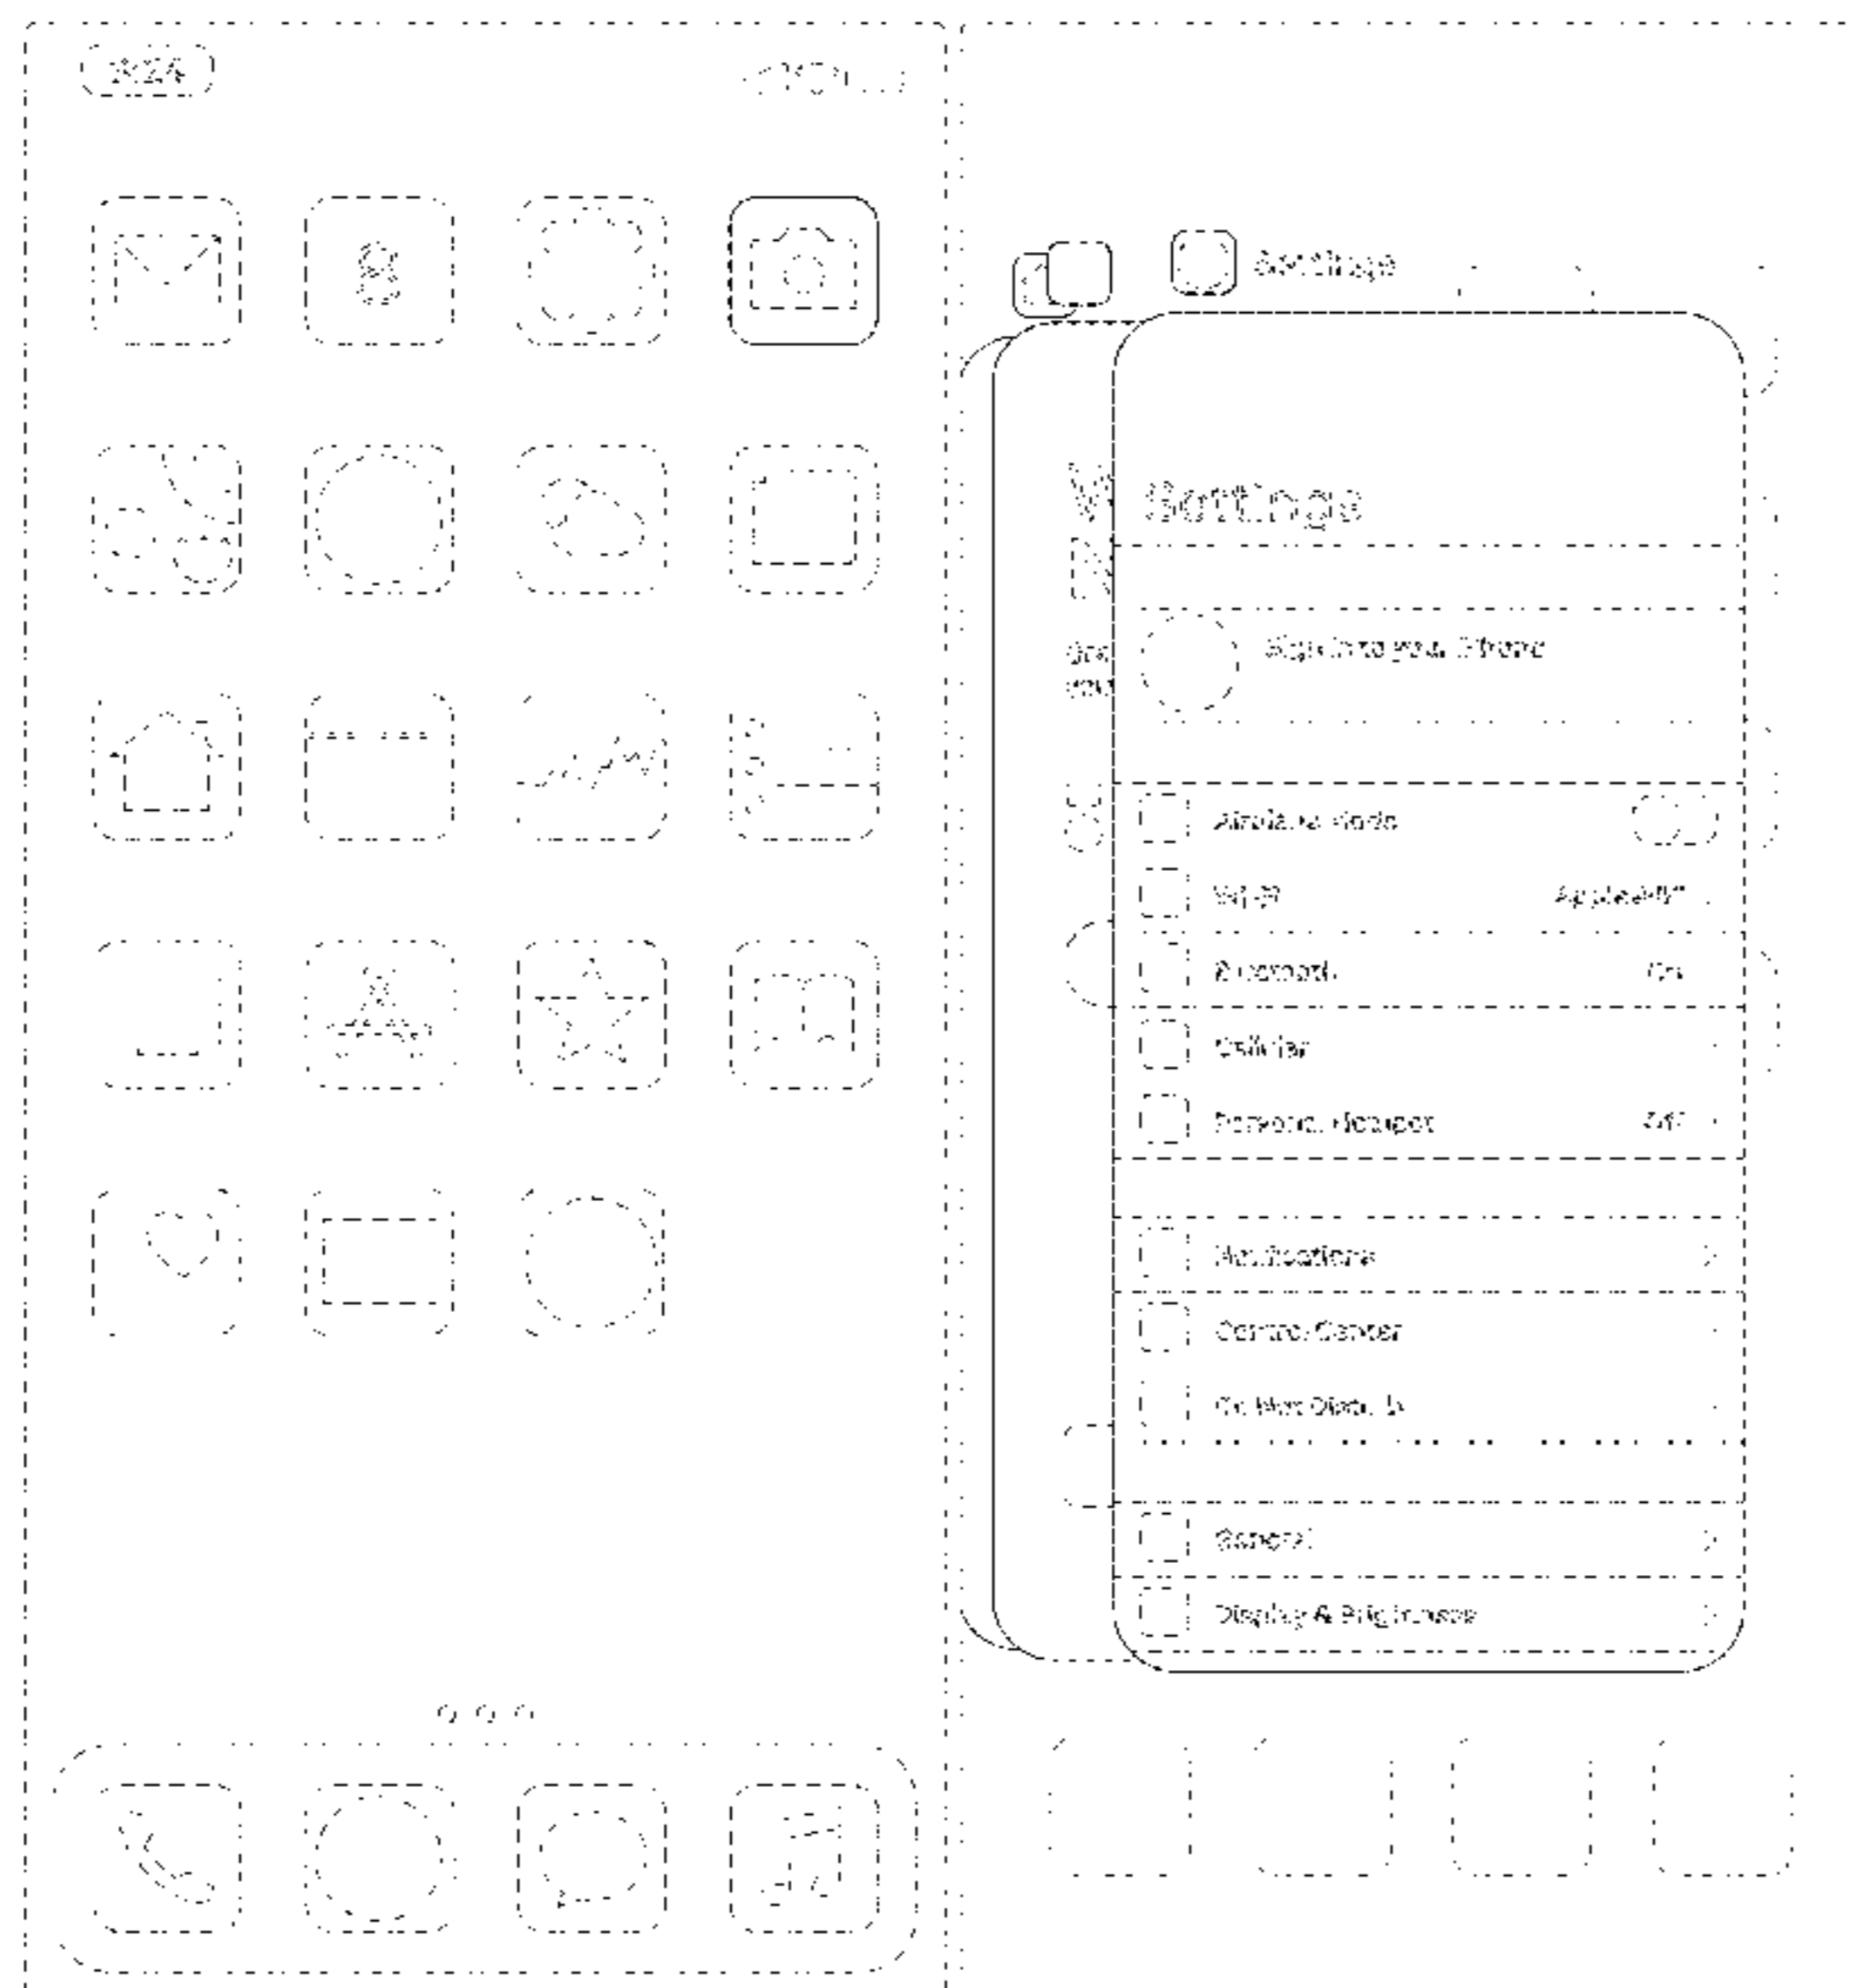 8
Settings
Settings
Sign in to your iPhone
Airplane Mode
Wi-Fi
Bluetooth
On
Cellular
Personal Hotspot
Off
Notifications
Control Center
Do Not Disturb
General
Display & Brightness